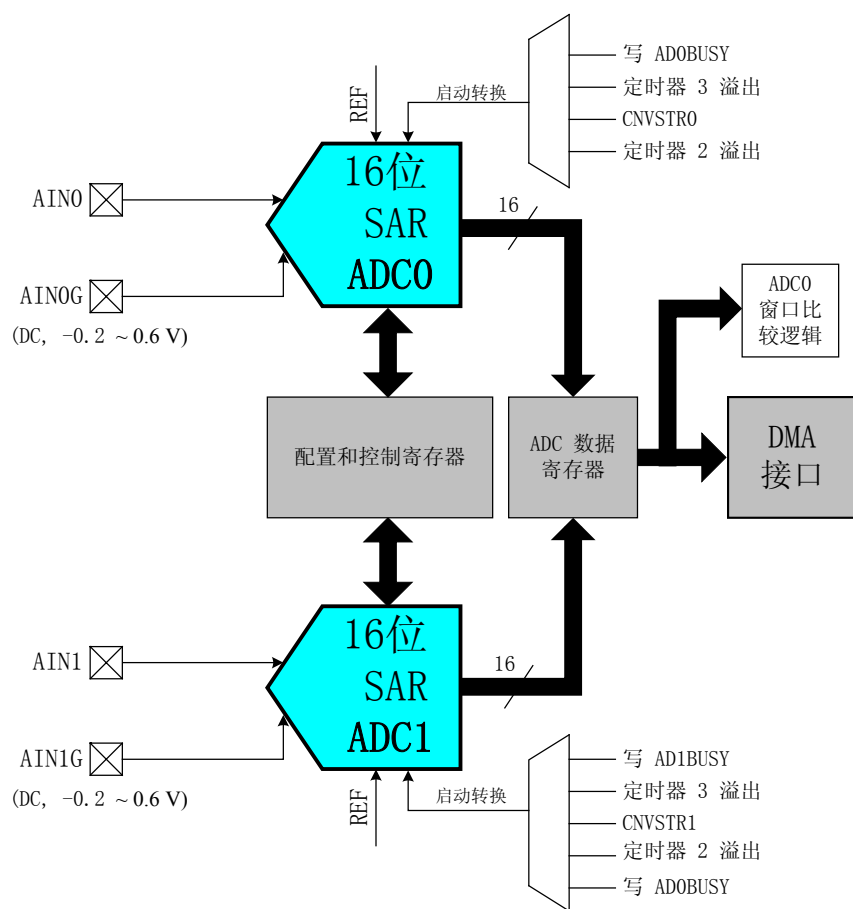 写 AD0BUSY
定时器 3 溢出
CNVSTR0
定时器 2 溢出
启动转换
REF
16位
SAR
ADC0
AIN0
AIN0G
(DC, -0.2 ~ 0.6 V)
16
ADC0
窗口比
较逻辑
配置和控制寄存器
ADC 数据
寄存器
DMA
接口
16位
SAR
ADC1
AIN1
AIN1G
(DC, -0.2 ~ 0.6 V)
16
REF
启动转换
写 AD1BUSY
定时器 3 溢出
CNVSTR1
定时器 2 溢出
写 AD0BUSY